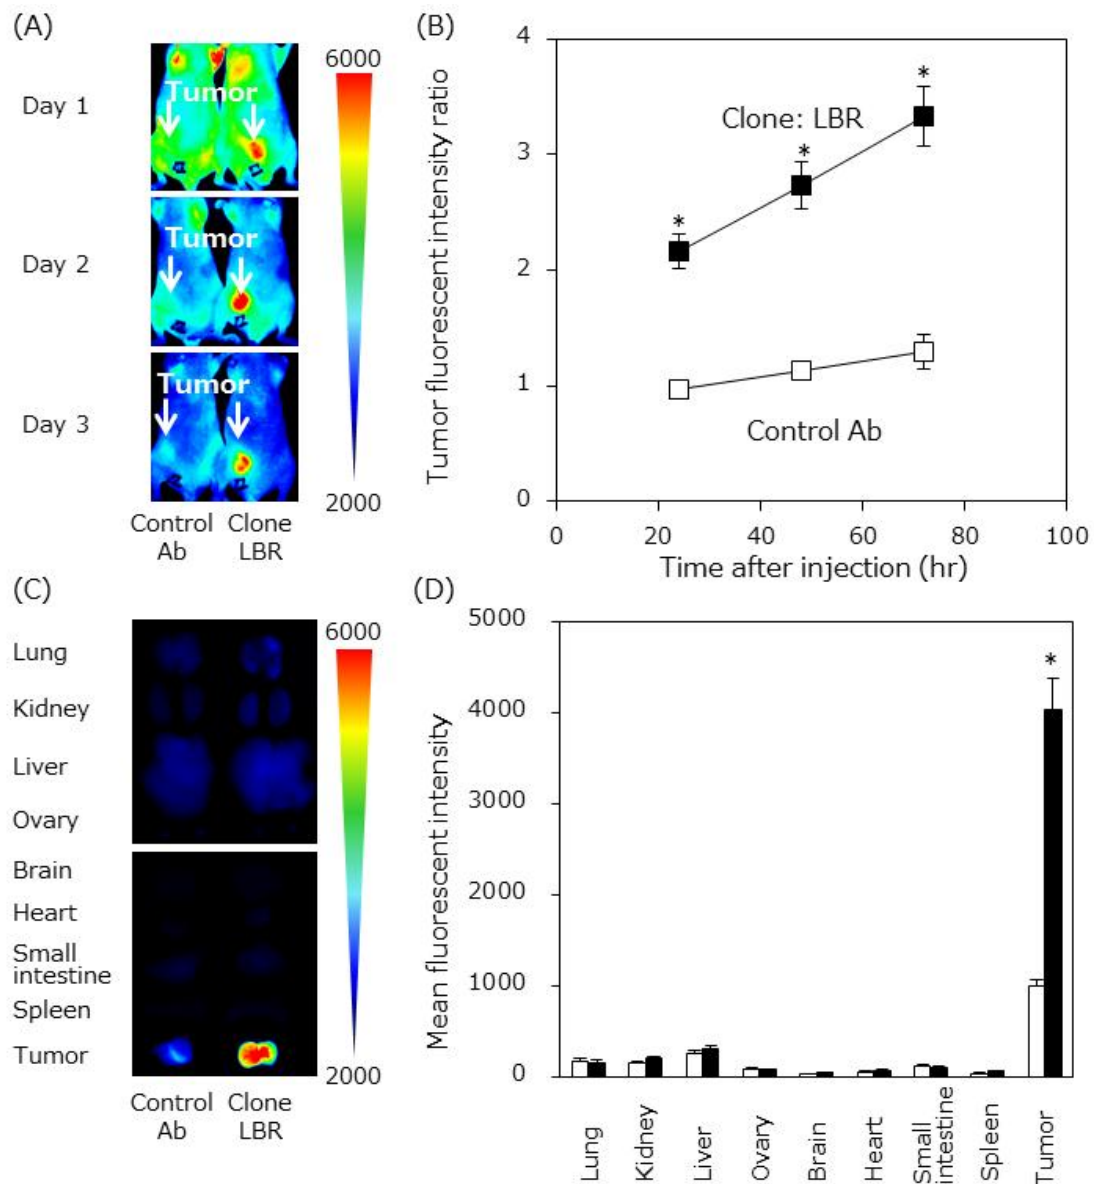 (A)
Day 1
Tumor
Day 2
Tumor
Day 3
Tumor
Control
Ab
Clone
LBR
6000
2000
(B)
Tumor fluorescent intensity ratio
4
3
2
1
0
Clone: LBR
*
*
*
Control Ab
0
20
40
60
80
100
Time after injection (hr)
(C)
Lung
Kidney
Liver
Ovary
Brain
Heart
Small
intestine
Spleen
Tumor
Control
Ab
Clone
LBR
6000
2000
(D)
Mean fluorescent intensity
5000
4000
3000
2000
1000
0
*
Lung
Kidney
Liver
Ovary
Brain
Heart
Small
intestine
Spleen
Tumor